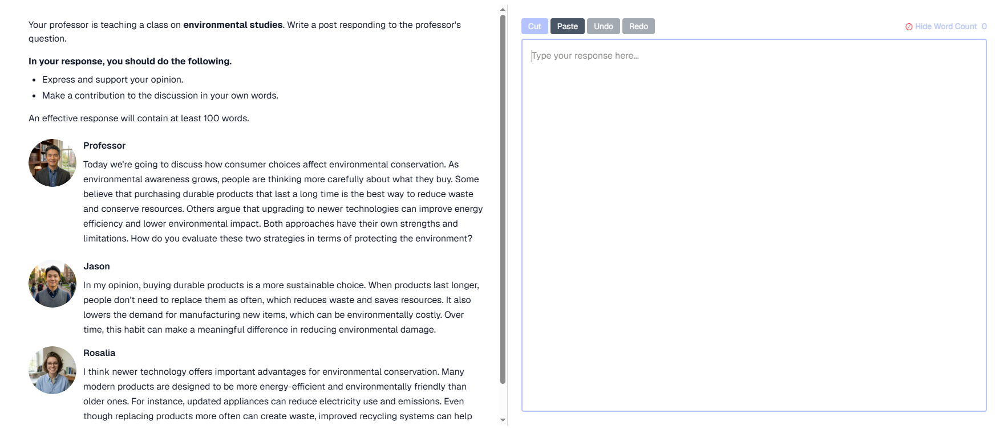 Your professor is teaching a class on environmental studies. Write a post responding to the professor's
question.
In your response, you should do the following.
• Express and support your opinion.
• Make a contribution to the discussion in your own words.
An effective response will contain at least 100 words.
Professor
Today we're going to discuss how consumer choices affect environmental conservation. As
environmental awareness grows, people are thinking more carefully about what they buy. Some
believe that purchasing durable products that last a long time is the best way to reduce waste
and conserve resources. Others argue that upgrading to newer technologies can improve energy
efficiency and lower environmental impact. Both approaches have their own strengths and
limitations. How do you evaluate these two strategies in terms of protecting the environment?
Jason
In my opinion, buying durable products is a more sustainable choice. When products last longer,
people don't need to replace them as often, which reduces waste and saves resources. It also
lowers the demand for manufacturing new items, which can be environmentally costly. Over
time, this habit can make a meaningful difference in reducing environmental damage.
Rosalia
I think newer technology offers important advantages for environmental conservation. Many
modern products are designed to be more energy-efficient and environmentally friendly than
older ones. For instance, updated appliances can reduce electricity use and emissions. Even
though replacing products more often can create waste, improved recycling systems can help
Cut Paste Undo Redo
Hide Word Count 0
Type your response here...